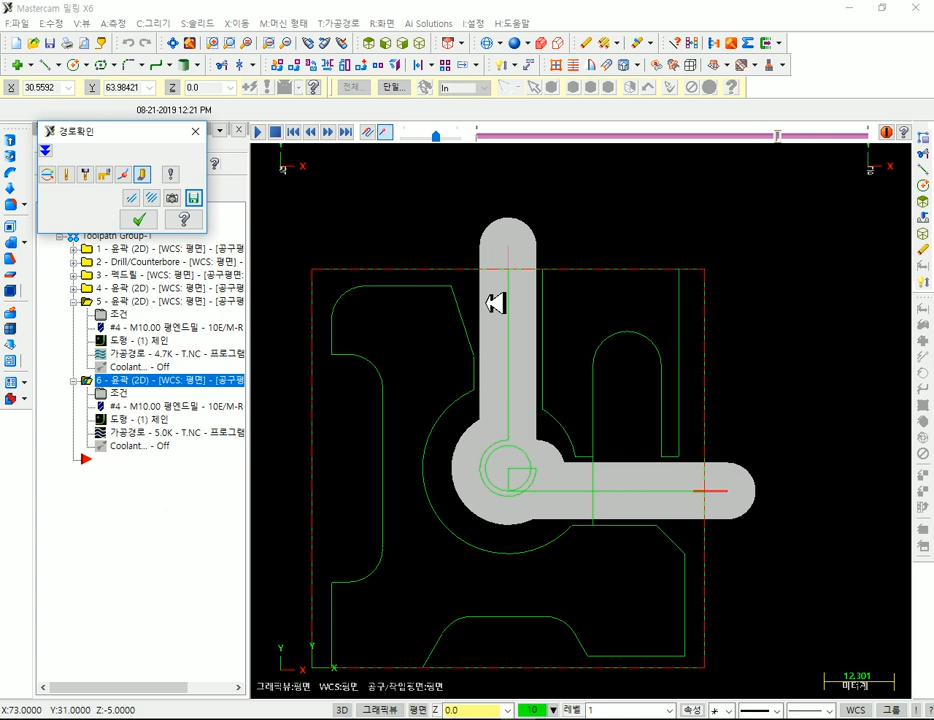 Mastercam 밀링 X6
F:파일 E:수정 V:뷰 A:측정 C:그리기 S:솔리드 X:이동 M:머신 형태 T:가공경로 R:화면 Ai Solutions I:설정 H:도움말
X 30.5592 Y 63.98421 Z 0.0 전체... 단일... In
08-21-2019 12:21 PM
경로확인
Toolpath Group-1
1 - 윤곽 (2D) - [WCS: 평면] - [공구평
2 - Drill/Counterbore - [WCS: 평
3 - 펙드릴 - [WCS: 평면] - [공구평면:
4 - 윤곽 (2D) - [WCS: 평면] - [공구평
5 - 윤곽 (2D) - [WCS: 평면] - [공구평
조건
#4 - M10.00 평엔드밀 - 10E/M-R
도형 - (1) 체인
가공경로 - 4.7K - T.NC - 프로그램
Coolant... - Off
6 - 윤곽 (2D) - [WCS: 평면] - [공구평
조건
#4 - M10.00 평엔드밀 - 10E/M-R
도형 - (1) 체인
가공경로 - 5.0K - T.NC - 프로그램
Coolant... - Off
X
X
Y
X
Y
X
그래픽뷰:평면 WCS:평면 공구/작업평면:평면
12.301
미터계
X:73.0000 Y:31.0000 Z:-5.0000 3D 그래픽뷰 평면 Z 0.0 10 레벨 1 속성 WCS 그룹 ! ?